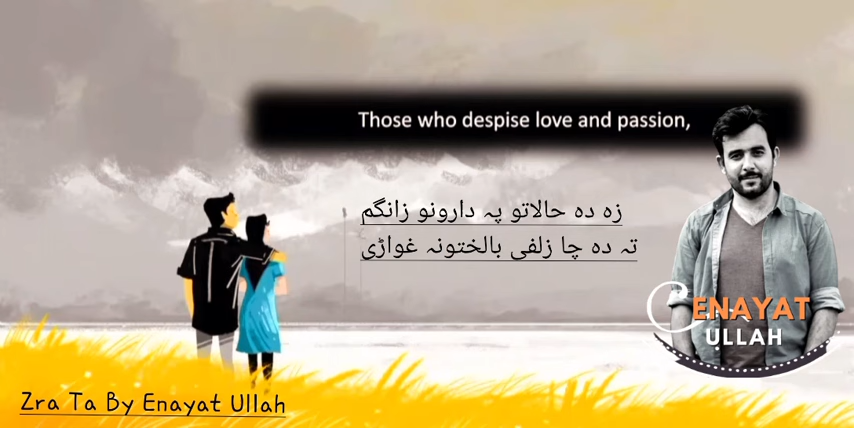 Those who despise love and passion,
زه ده حالاتو په دارونو زانگم
ته ده چا زلفی بالختونه غواړی
ENAYAT
ULLAH
Zra Ta By Enayat Ullah